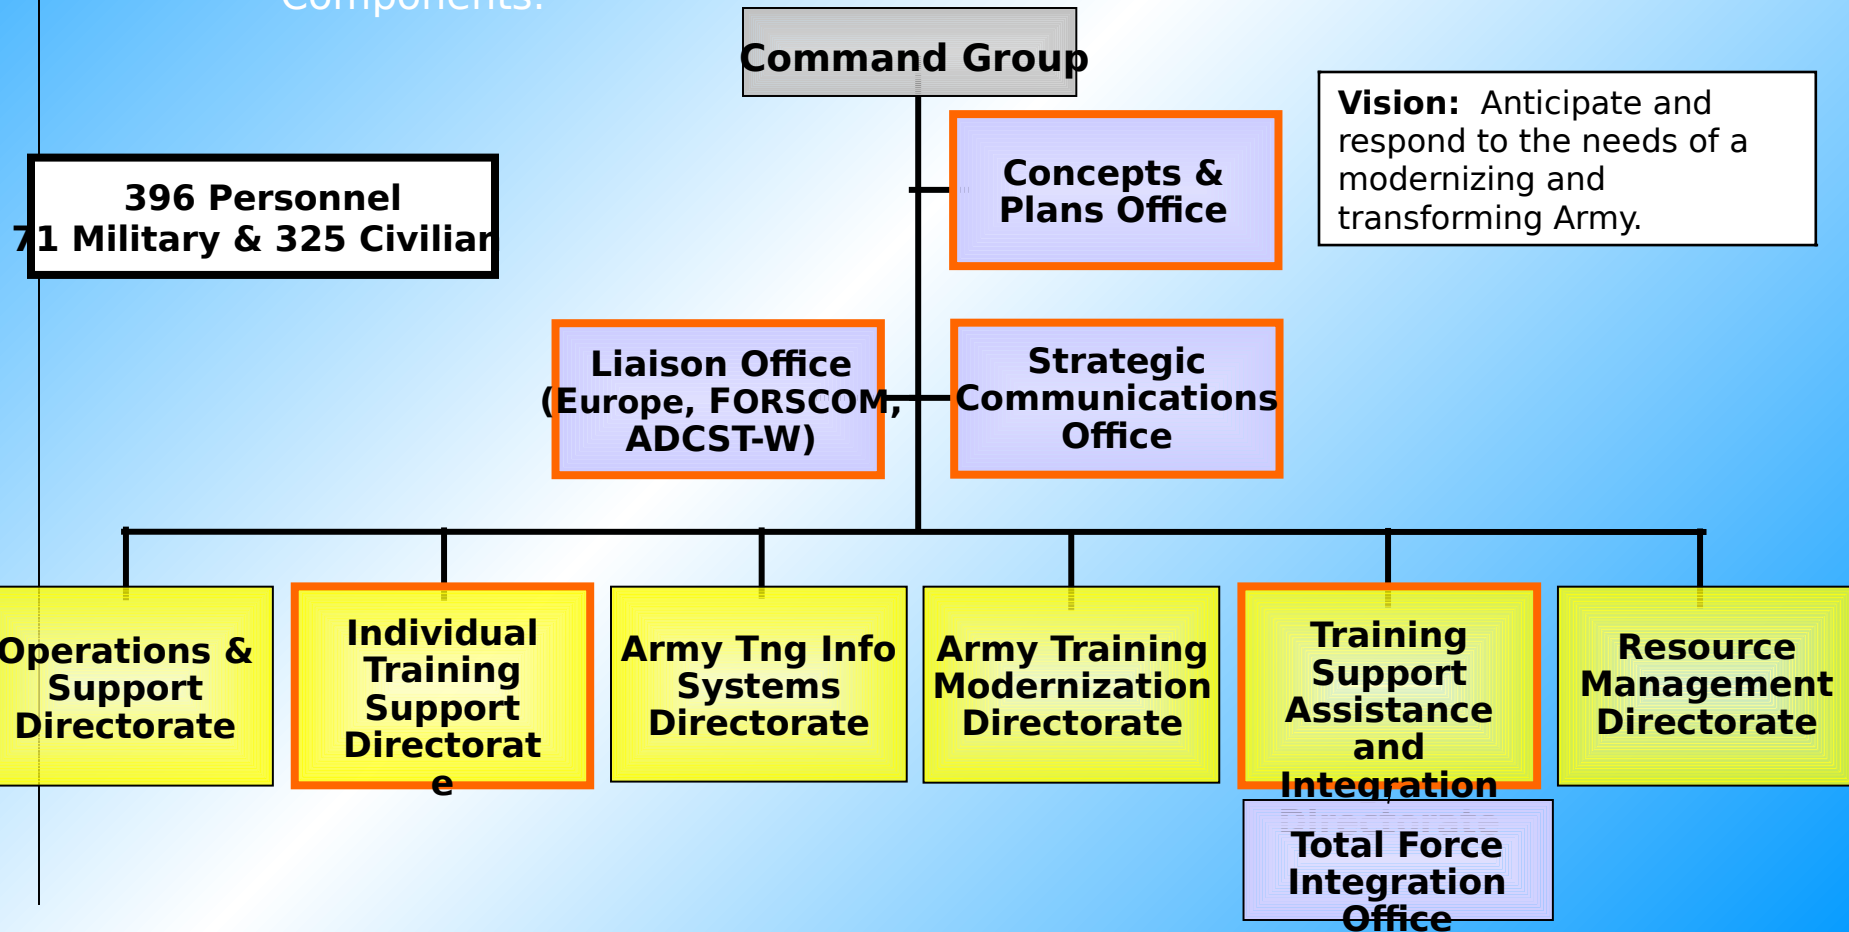 Components.
Command Group
Vision: Anticipate and
respond to the needs of a
modernizing and
transforming Army.
Concepts &
Plans Office
396 Personnel
71 Military & 325 Civilian
Liaison Office
(Europe, FORSCOM,
ADCST-W)
Strategic
Communications
Office
Operations &
Support
Directorate
Individual
Training
Support
Directorat
e
Army Tng Info
Systems
Directorate
Army Training
Modernization
Directorate
Training
Support
Assistance
and
Integration
Directorate
Resource
Management
Directorate
Total Force
Integration
Office